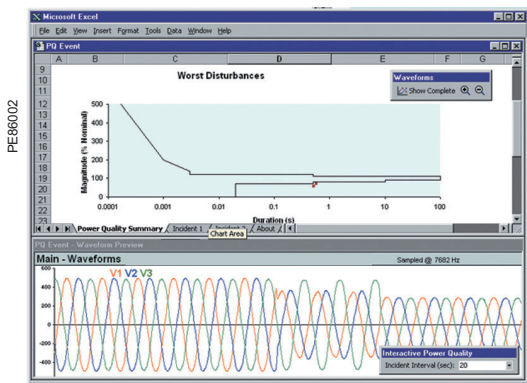 PE86002
Microsoft Excel
File Edit View Insert Format Tools Data Window Help
PQ Event
A B C D E F G
9
10
11
12
13
14
15
16
17
18
19
20
21
22
23
Worst Disturbances
Waveforms
Show Complete
Magnitude (% Nominal)
500
400
300
200
100
0
0.0001 0.001 0.01 0.1 1 10 100
Duration (s)
Power Quality Summary Incident 1 About
Chart Area
PQ Event - Waveform Preview
Main - Waveforms
Sampled @ 7682 Hz
V1 V2 V3
600
400
200
0
-200
-400
Interactive Power Quality
Incident Interval (sec): 20